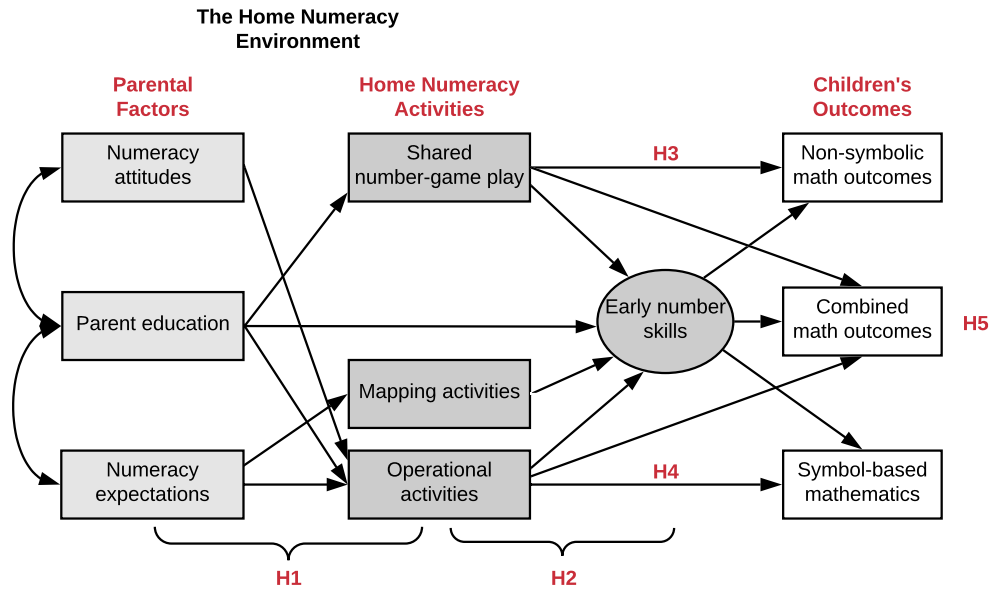 The Home Numeracy
Environment
Parental
Factors
Home Numeracy
Activities
Children's
Outcomes
Numeracy
attitudes
Shared
number-game play
H3
Non-symbolic
math outcomes
Parent education
Early number
skills
Combined
math outcomes
H5
Mapping activities
Numeracy
expectations
Operational
activities
H4
Symbol-based
mathematics
H1
H2